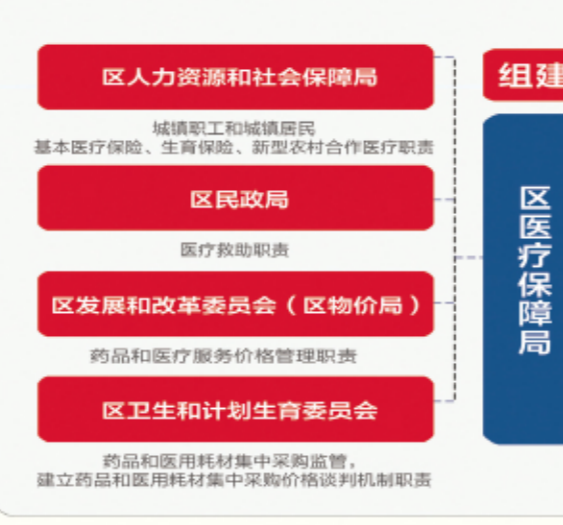 区人力资源和社会保障局
城镇职工和城镇居民
基本医疗保险、生育保险、新型农村合作医疗职责
区民政局
医疗救助职责
区发展和改革委员会（区物价局）
药品和医疗服务价格管理职责
区卫生和计划生育委员会
药品和医用耗材集中采购监管，
建立药品和医用耗材集中采购价格谈判机制职责
组建
区医疗保障局